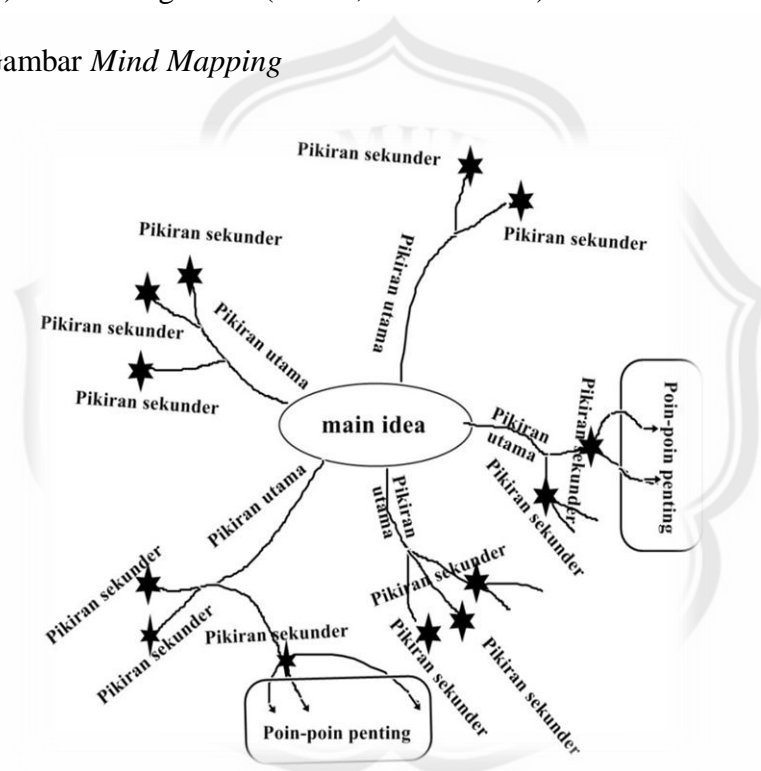 Gambar Mind Mapping
Pikiran sekunder
Pikiran sekunder
Pikiran utama
Pikiran sekunder
Pikiran sekunder
Pikiran sekunder
Pikiran utama
main idea
Pikiran
utama
Pikiran sekunder
Pikiran sekunder
Poin-poin penting
Pikiran utama
Pikiran sekunder
Pikiran sekunder
Pikiran sekunder
Poin-poin penting
Pikiran
utama
Pikiran sekunder
Pikiran sekunder
Pikiran sekunder